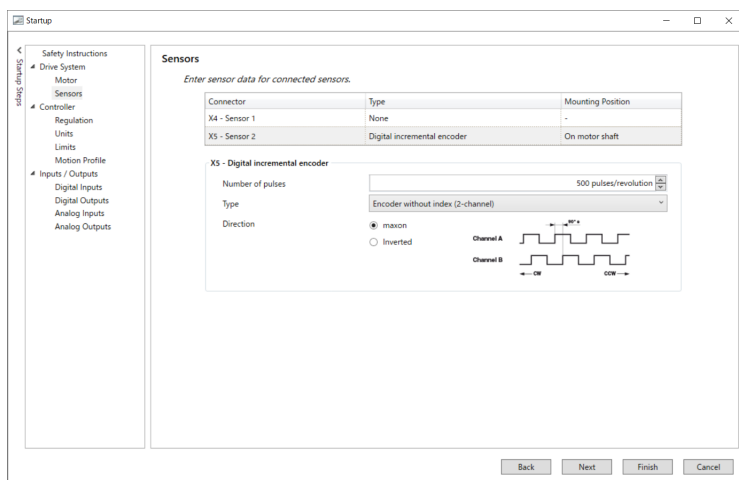 Startup
Startup Steps
Safety Instructions
Drive System
Motor
Sensors
Controller
Regulation
Units
Limits
Motion Profile
Inputs / Outputs
Digital Inputs
Digital Outputs
Analog Inputs
Analog Outputs
Sensors
Enter sensor data for connected sensors.
Connector Type Mounting Position
X4 - Sensor 1 None -
X5 - Sensor 2 Digital incremental encoder On motor shaft
X5 - Digital incremental encoder
Number of pulses 500 pulses/revolution
Type Encoder without index (2-channel)
Direction maxon
Inverted
90° e
Channel A
Channel B
CW CCW
Back Next Finish Cancel